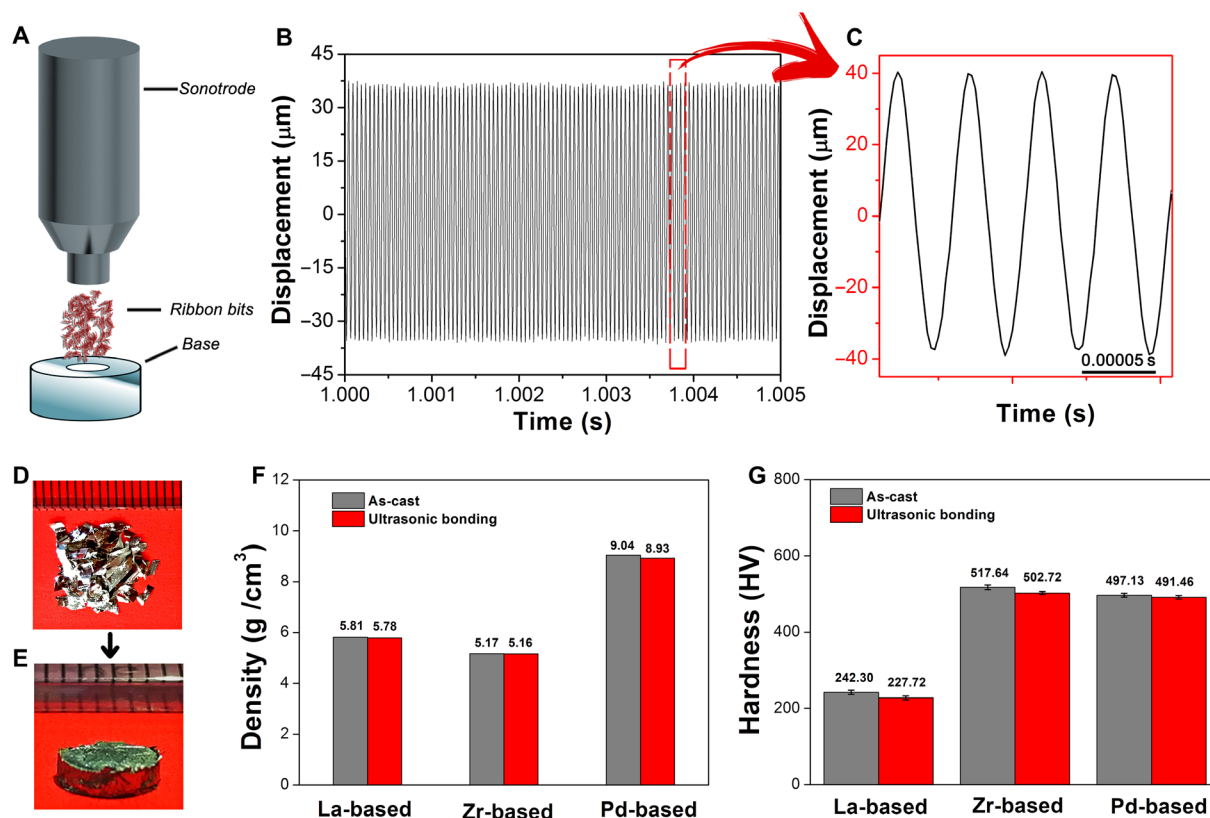 A
Sonotrode
Ribbon bits
Base
B
Displacement (μm)
45
30
15
0
−15
−30
−45
1.000
1.001
1.002
1.003
1.004
1.005
Time (s)
C
Displacement (μm)
40
20
0
−20
−40
0.00005 s
Time (s)
D
E
F
Density (g /cm³)
12
10
8
6
4
2
0
As-cast
Ultrasonic bonding
5.81
5.78
5.17
5.16
9.04
8.93
La-based
Zr-based
Pd-based
G
Hardness (HV)
800
600
400
200
0
As-cast
Ultrasonic bonding
242.30
227.72
517.64
502.72
497.13
491.46
La-based
Zr-based
Pd-based